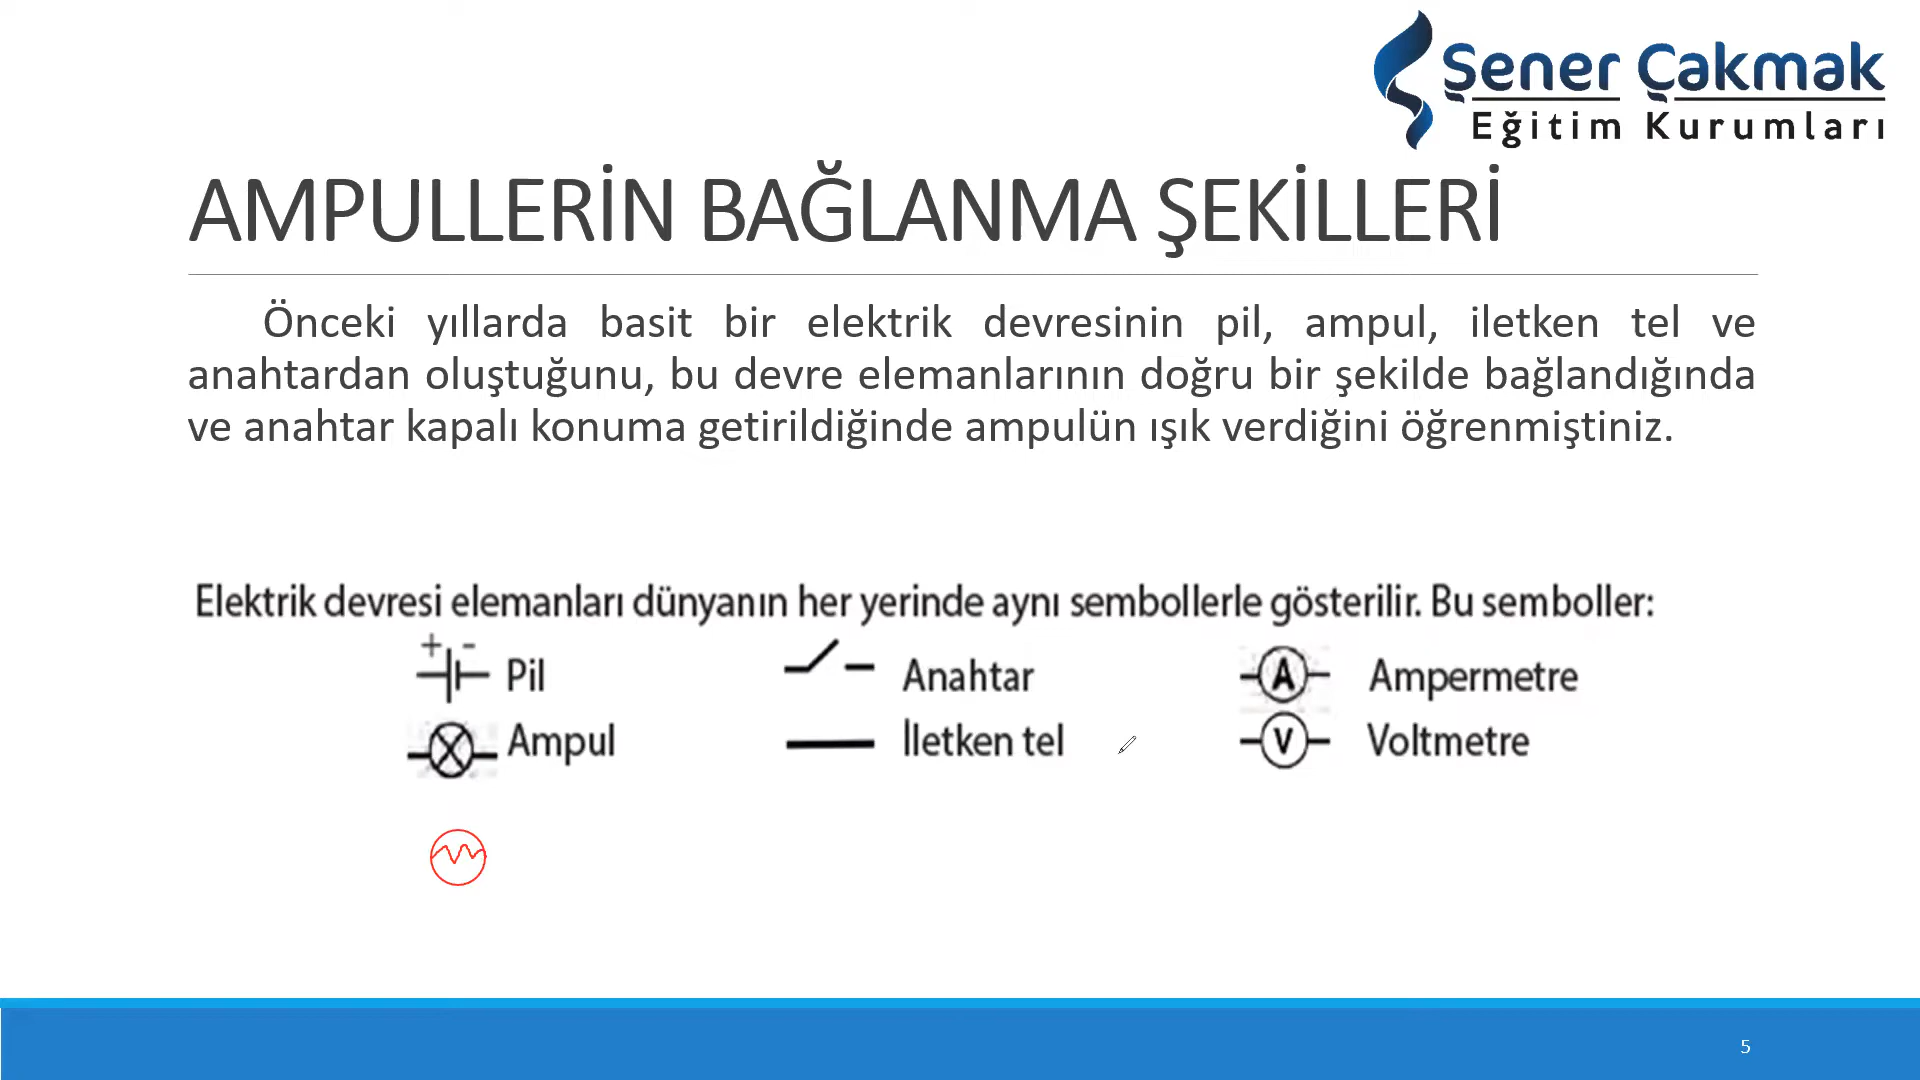 Şener Çakmak
Eğitim Kurumları
AMPULLERİN BAĞLANMA ŞEKİLLERİ
Önceki yıllarda basit bir elektrik devresinin pil, ampul, iletken tel ve
anahtardan oluştuğunu, bu devre elemanlarının doğru bir şekilde bağlandığında
ve anahtar kapalı konuma getirildiğinde ampulün ışık verdiğini öğrenmiştiniz.
Elektrik devresi elemanları dünyanın her yerinde aynı sembollerle gösterilir. Bu semboller:
+ - Pil Anahtar A Ampermetre
Ampul İletken tel V Voltmetre
5